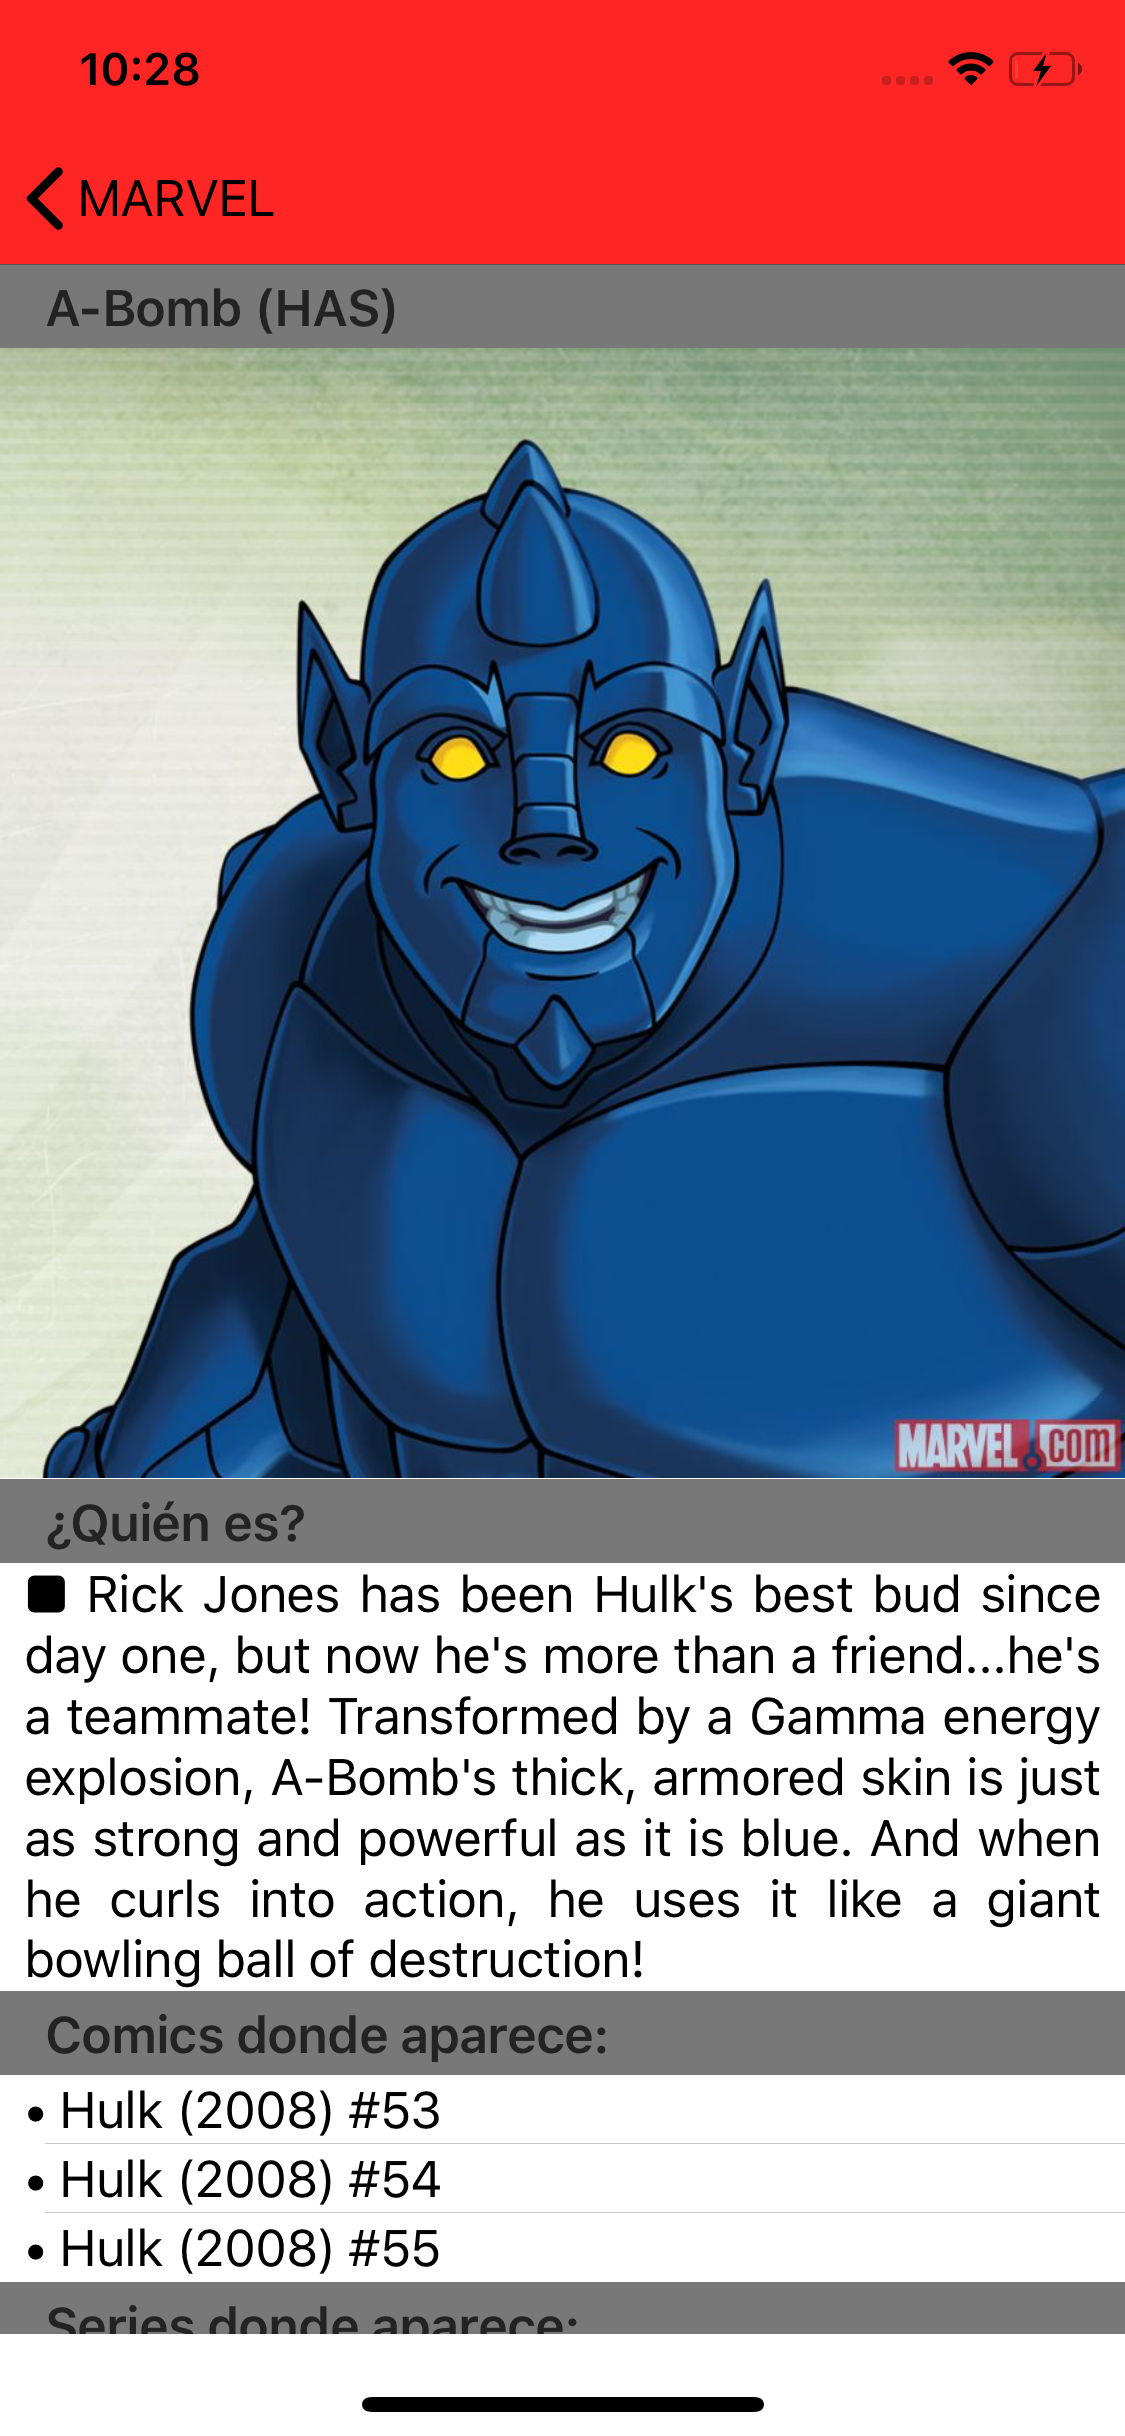 10:28
MARVEL
A-Bomb (HAS)
MARVEL.COM
¿Quién es?
Rick Jones has been Hulk's best bud since
day one, but now he's more than a friend...he's
a teammate! Transformed by a Gamma energy
explosion, A-Bomb's thick, armored skin is just
as strong and powerful as it is blue. And when
he curls into action, he uses it like a giant
bowling ball of destruction!
Comics donde aparece:
• Hulk (2008) #53
• Hulk (2008) #54
• Hulk (2008) #55
Series donde aparece: